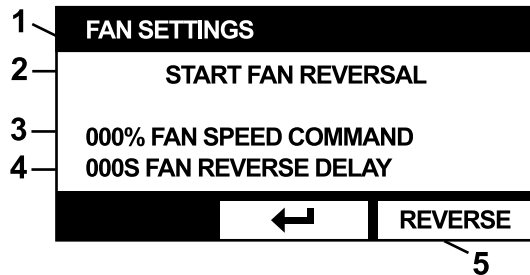 1 FAN SETTINGS
2 START FAN REVERSAL
3 000% FAN SPEED COMMAND
4 000S FAN REVERSE DELAY
REVERSE
5